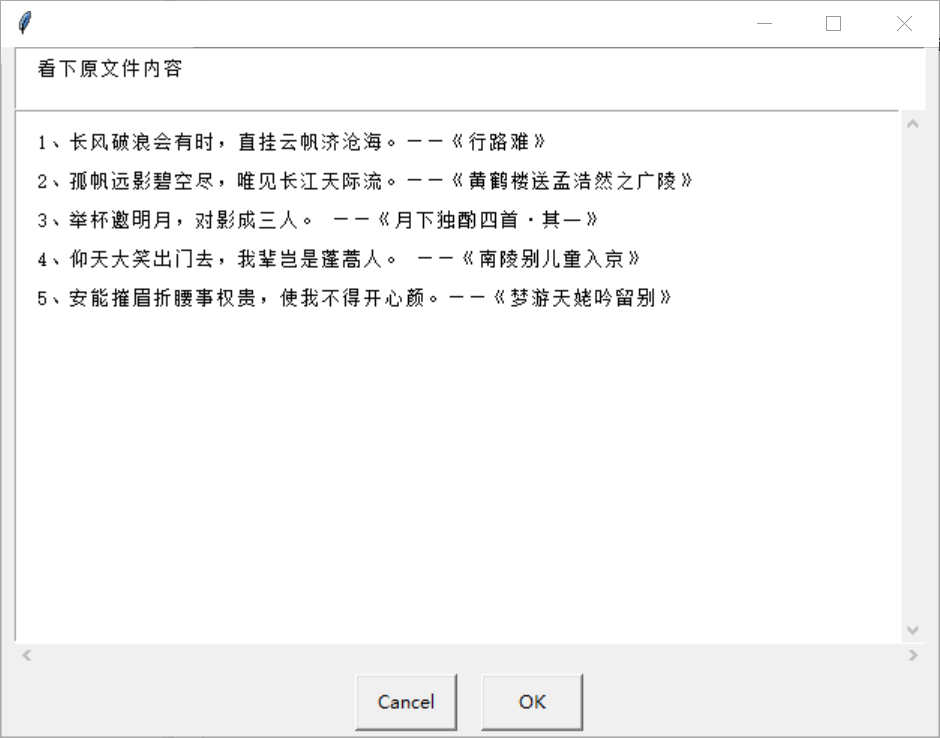 看下原文件内容
1、长风破浪会有时，直挂云帆济沧海。——《行路难》
2、孤帆远影碧空尽，唯见长江天际流。——《黄鹤楼送孟浩然之广陵》
3、举杯邀明月，对影成三人。 ——《月下独酌四首·其一》
4、仰天大笑出门去，我辈岂是蓬蒿人。 ——《南陵别儿童入京》
5、安能摧眉折腰事权贵，使我不得开心颜。——《梦游天姥吟留别》
Cancel OK